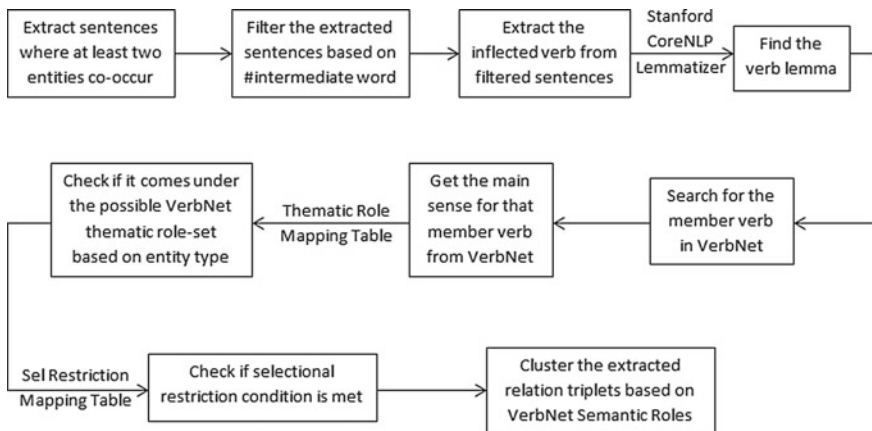 Extract sentences
where at least two
entities co-occur
Filter the extracted
sentences based on
#intermediate word
Extract the
inflected verb from
filtered sentences
Stanford
CoreNLP
Lemmatizer
Find the
verb lemma
Search for the
member verb
in VerbNet
Get the main
sense for that
member verb
from VerbNet
Thematic Role
Mapping Table
Check if it comes under
the possible VerbNet
thematic role-set
based on entity type
Sel Restriction
Mapping Table
Check if selectional
restriction condition is met
Cluster the extracted
relation triplets based on
VerbNet Semantic Roles